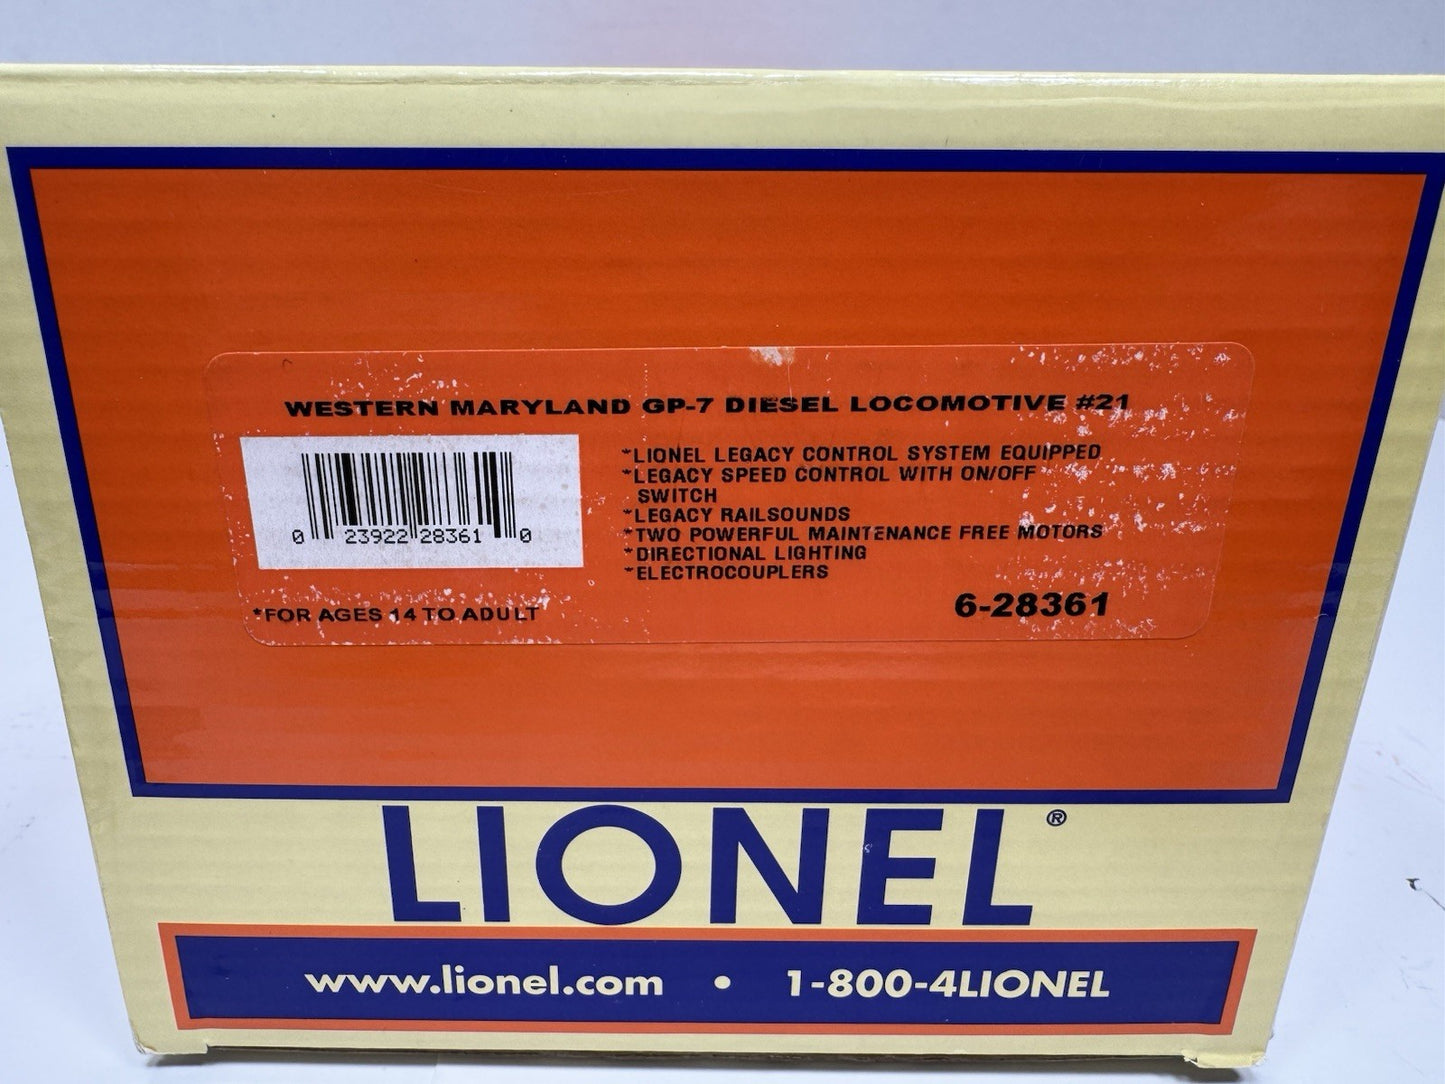 WESTERN MARYLAND GP-7 DIESEL LOCOMOTIVE #21
*LIONEL LEGACY CONTROL SYSTEM EQUIPPED
*LEGACY SPEED CONTROL WITH ON/OFF
SWITCH
*LEGACY RAILSOUNDS
*TWO POWERFUL MAINTENANCE FREE MOTORS
*DIRECTIONAL LIGHTING
*ELECTROCOUPLERS
0 23922 28361 0
*FOR AGES 14 TO ADULT
6-28361
LIONEL®
www.lionel.com • 1-800-4LIONEL